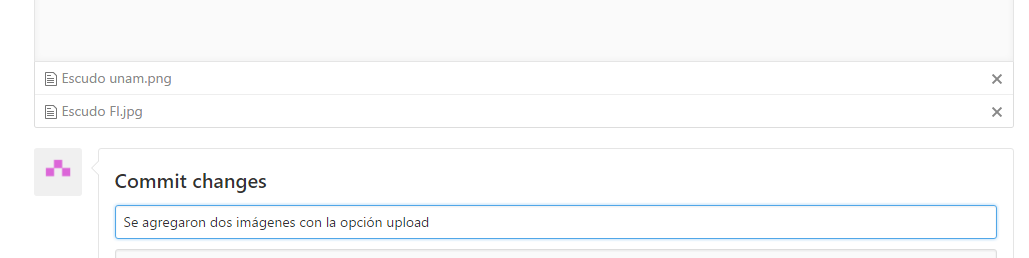 Escudo unam.png
Escudo FI.jpg
Commit changes
Se agregaron dos imágenes con la opción upload